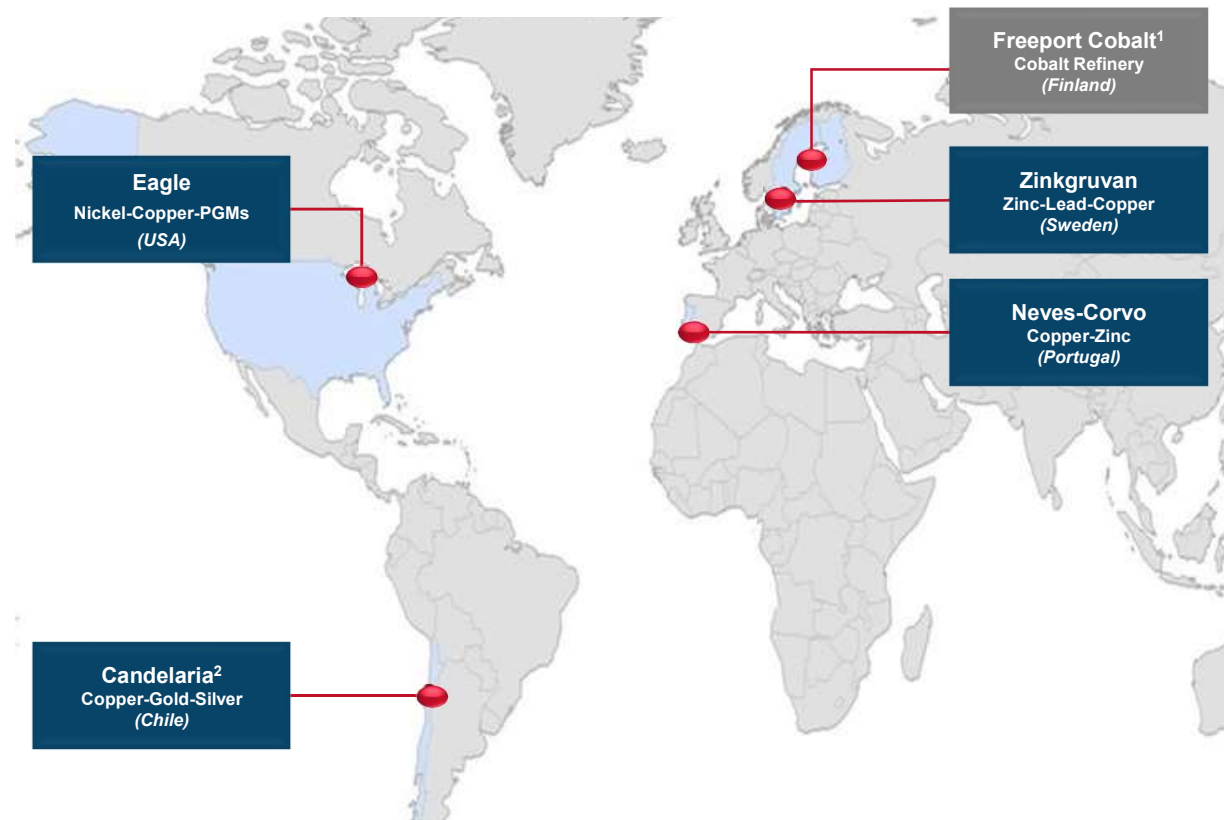 Freeport Cobalt¹
Cobalt Refinery
(Finland)
Eagle
Nickel-Copper-PGMs
(USA)
Zinkgruvan
Zinc-Lead-Copper
(Sweden)
Neves-Corvo
Copper-Zinc
(Portugal)
Candelaria²
Copper-Gold-Silver
(Chile)